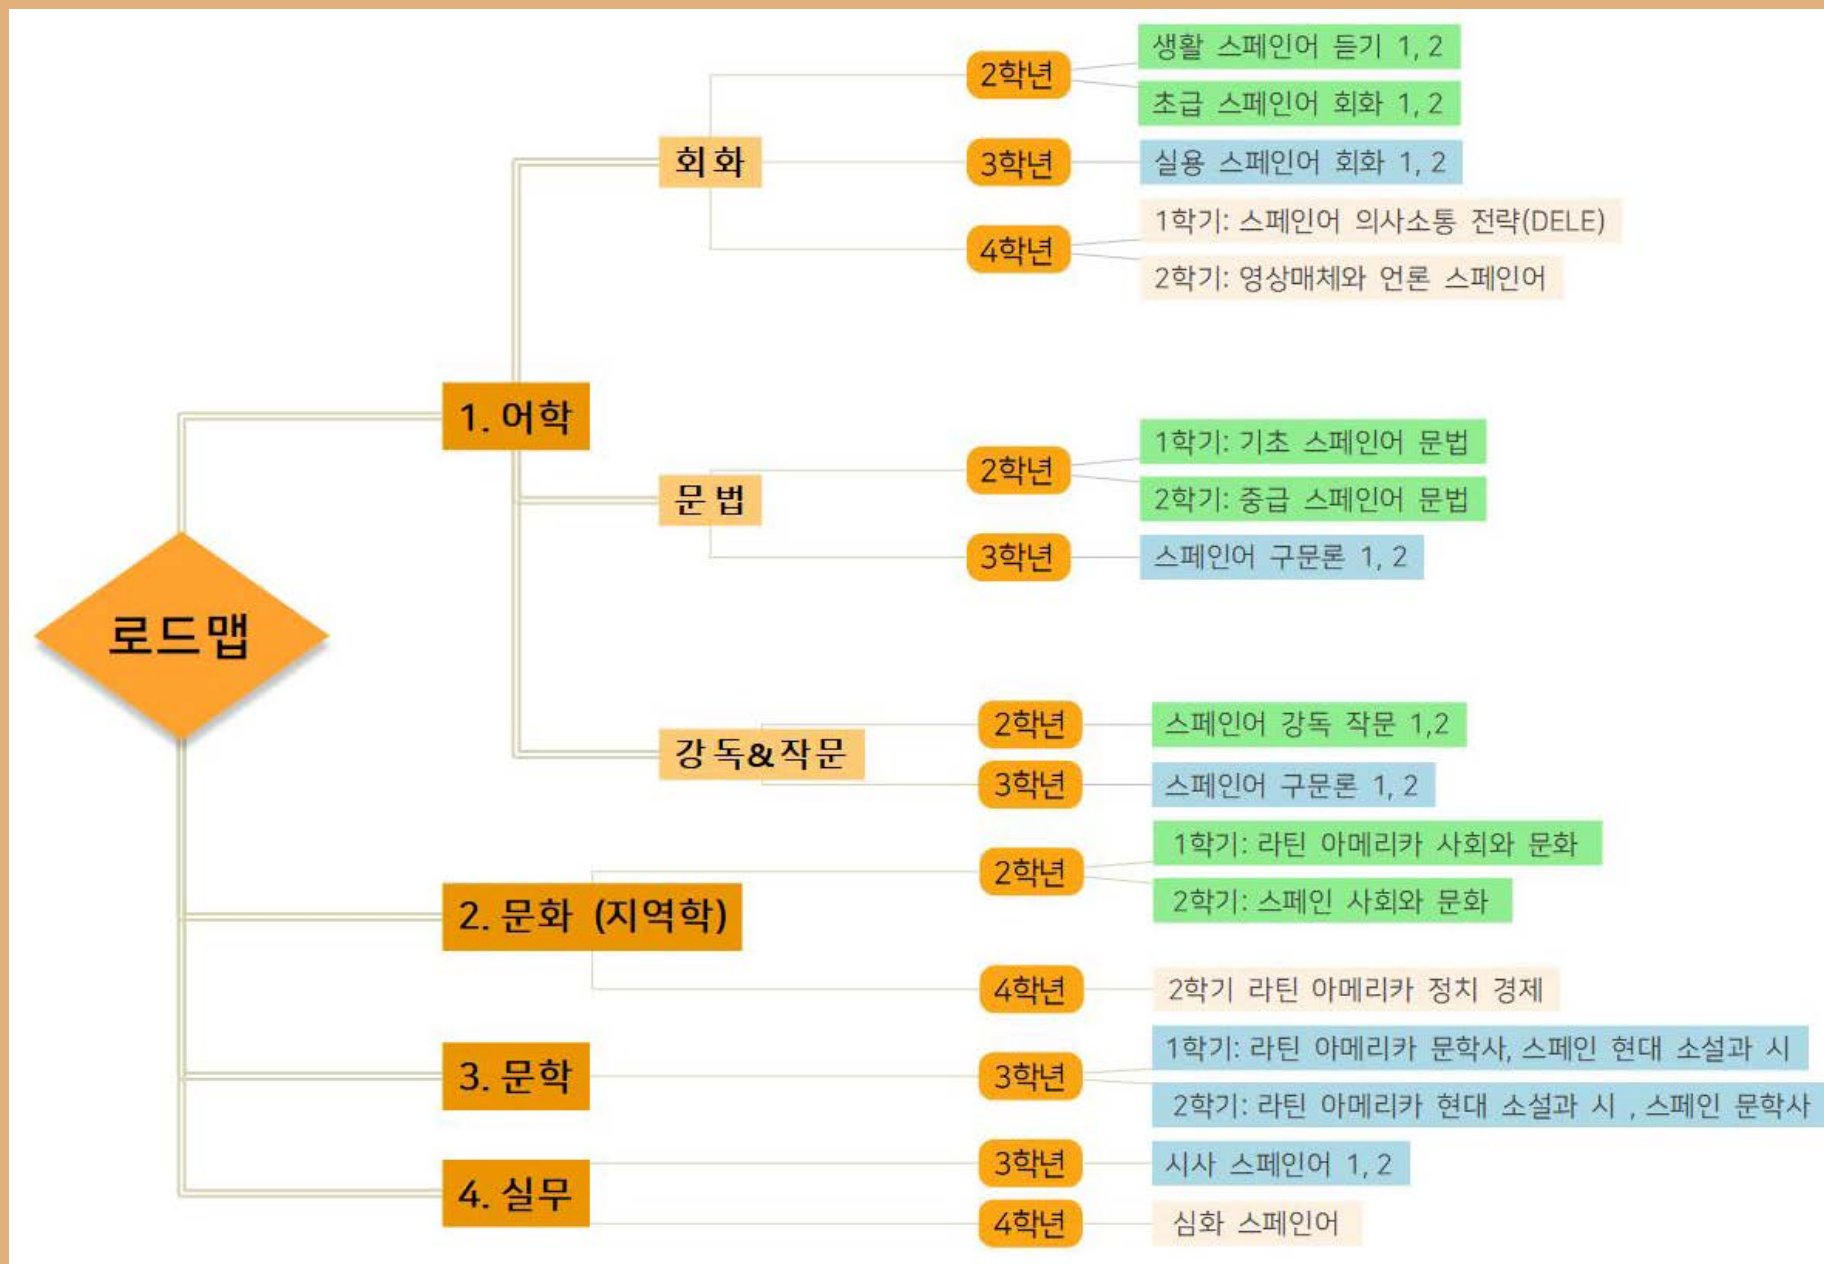 로드맵
1. 어학
회화
2학년
생활 스페인어 듣기 1, 2
초급 스페인어 회화 1, 2
3학년
실용 스페인어 회화 1, 2
4학년
1학기: 스페인어 의사소통 전략(DELE)
2학기: 영상매체와 언론 스페인어
문법
2학년
1학기: 기초 스페인어 문법
2학기: 중급 스페인어 문법
3학년
스페인어 구문론 1, 2
강독&작문
2학년
스페인어 강독 작문 1,2
3학년
스페인어 구문론 1, 2
2. 문화 (지역학)
2학년
1학기: 라틴 아메리카 사회와 문화
2학기: 스페인 사회와 문화
4학년
2학기 라틴 아메리카 정치 경제
3. 문학
3학년
1학기: 라틴 아메리카 문학사, 스페인 현대 소설과 시
2학기: 라틴 아메리카 현대 소설과 시 , 스페인 문학사
4. 실무
3학년
시사 스페인어 1, 2
4학년
심화 스페인어